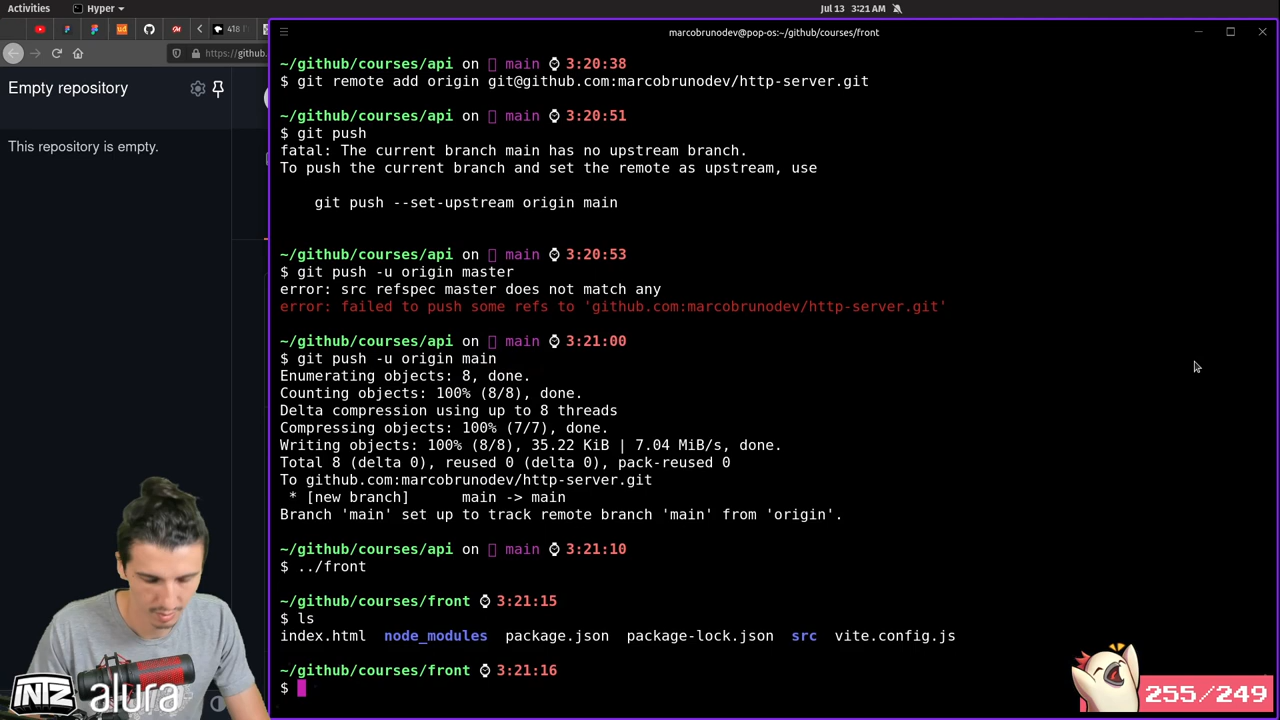 Activities
Hyper
Jul 13 3:21 AM
ud
418 f
https://github.
marcobrunodev@pop-os:~/github/courses/front
Empty repository
This repository is empty.
~/github/courses/api on main 3:20:38
$ git remote add origin git@github.com:marcobrunodev/http-server.git
~/github/courses/api on main 3:20:51
$ git push
fatal: The current branch main has no upstream branch.
To push the current branch and set the remote as upstream, use
git push --set-upstream origin main
~/github/courses/api on main 3:20:53
$ git push -u origin master
error: src refspec master does not match any
error: failed to push some refs to 'github.com:marcobrunodev/http-server.git'
~/github/courses/api on main 3:21:00
$ git push -u origin main
Enumerating objects: 8, done.
Counting objects: 100% (8/8), done.
Delta compression using up to 8 threads
Compressing objects: 100% (7/7), done.
Writing objects: 100% (8/8), 35.22 KiB | 7.04 MiB/s, done.
Total 8 (delta 0), reused 0 (delta 0), pack-reused 0
To github.com:marcobrunodev/http-server.git
* [new branch] main -> main
Branch 'main' set up to track remote branch 'main' from 'origin'.
~/github/courses/api on main 3:21:10
$ ../front
~/github/courses/front 3:21:15
$ ls
index.html node_modules package.json package-lock.json src vite.config.js
~/github/courses/front 3:21:16
$
NTZ alura
255/249